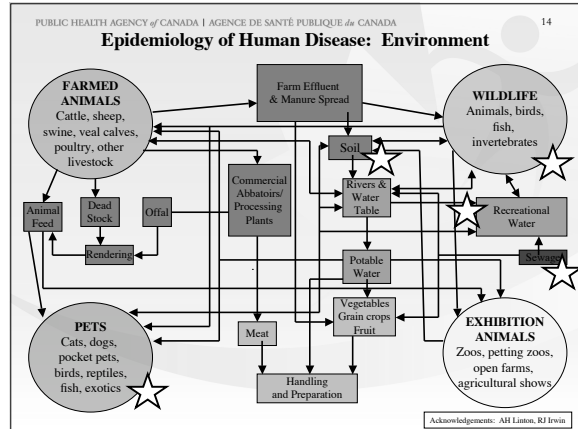 PUBLIC HEALTH AGENCY of CANADA | AGENCE DE SANTÉ PUBLIQUE du CANADA
14
Epidemiology of Human Disease: Environment
FARMED
ANIMALS
Cattle, sheep,
swine, veal calves,
poultry, other
livestock
Farm Effluent
& Manure Spread
WILDLIFE
Animals, birds,
fish,
invertebrates
Soil
Commercial
Abbatoirs/
Processing
Plants
Rivers &
Water
Table
Animal
Feed
Dead
Stock
Offal
Recreational
Water
Rendering
Potable
Water
Sewage
Vegetables
Grain crops
Fruit
Meat
PETS
Cats, dogs,
pocket pets,
birds, reptiles,
fish, exotics
EXHIBITION
ANIMALS
Zoos, petting zoos,
open farms,
agricultural shows
Handling
and Preparation
Acknowledgements: AH Linton, RJ Irwin